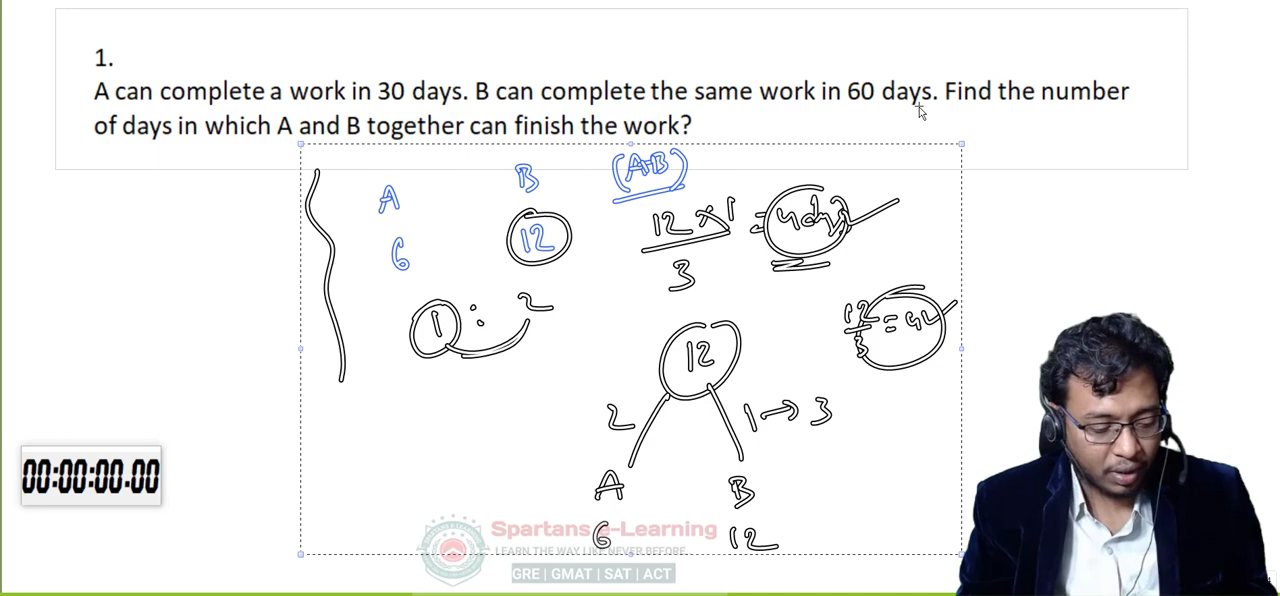 1.
A can complete a work in 30 days. B can complete the same work in 60 days. Find the number
of days in which A and B together can finish the work?
A B (A+B)
6 12 12 × 1 / 3 = 4 days
1 : 2
12 / 3 = 4
12
2 1 → 3
A B
6 12
00:00:00.00
Spartans e-Learning
LEARN THE WAY LIKE NEVER BEFORE
GRE | GMAT | SAT | ACT